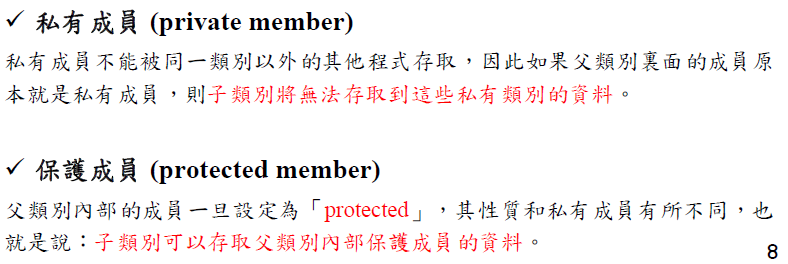 ✓ 私有成員 (private member)
私有成員不能被同一類別以外的其他程式存取，因此如果父類別裏面的成員原
本就是私有成員，則子類別將無法存取到這些私有類別的資料。
✓ 保護成員 (protected member)
父類別內部的成員一旦設定為「protected」，其性質和私有成員有所不同，也
就是說：子類別可以存取父類別內部保護成員的資料。
8